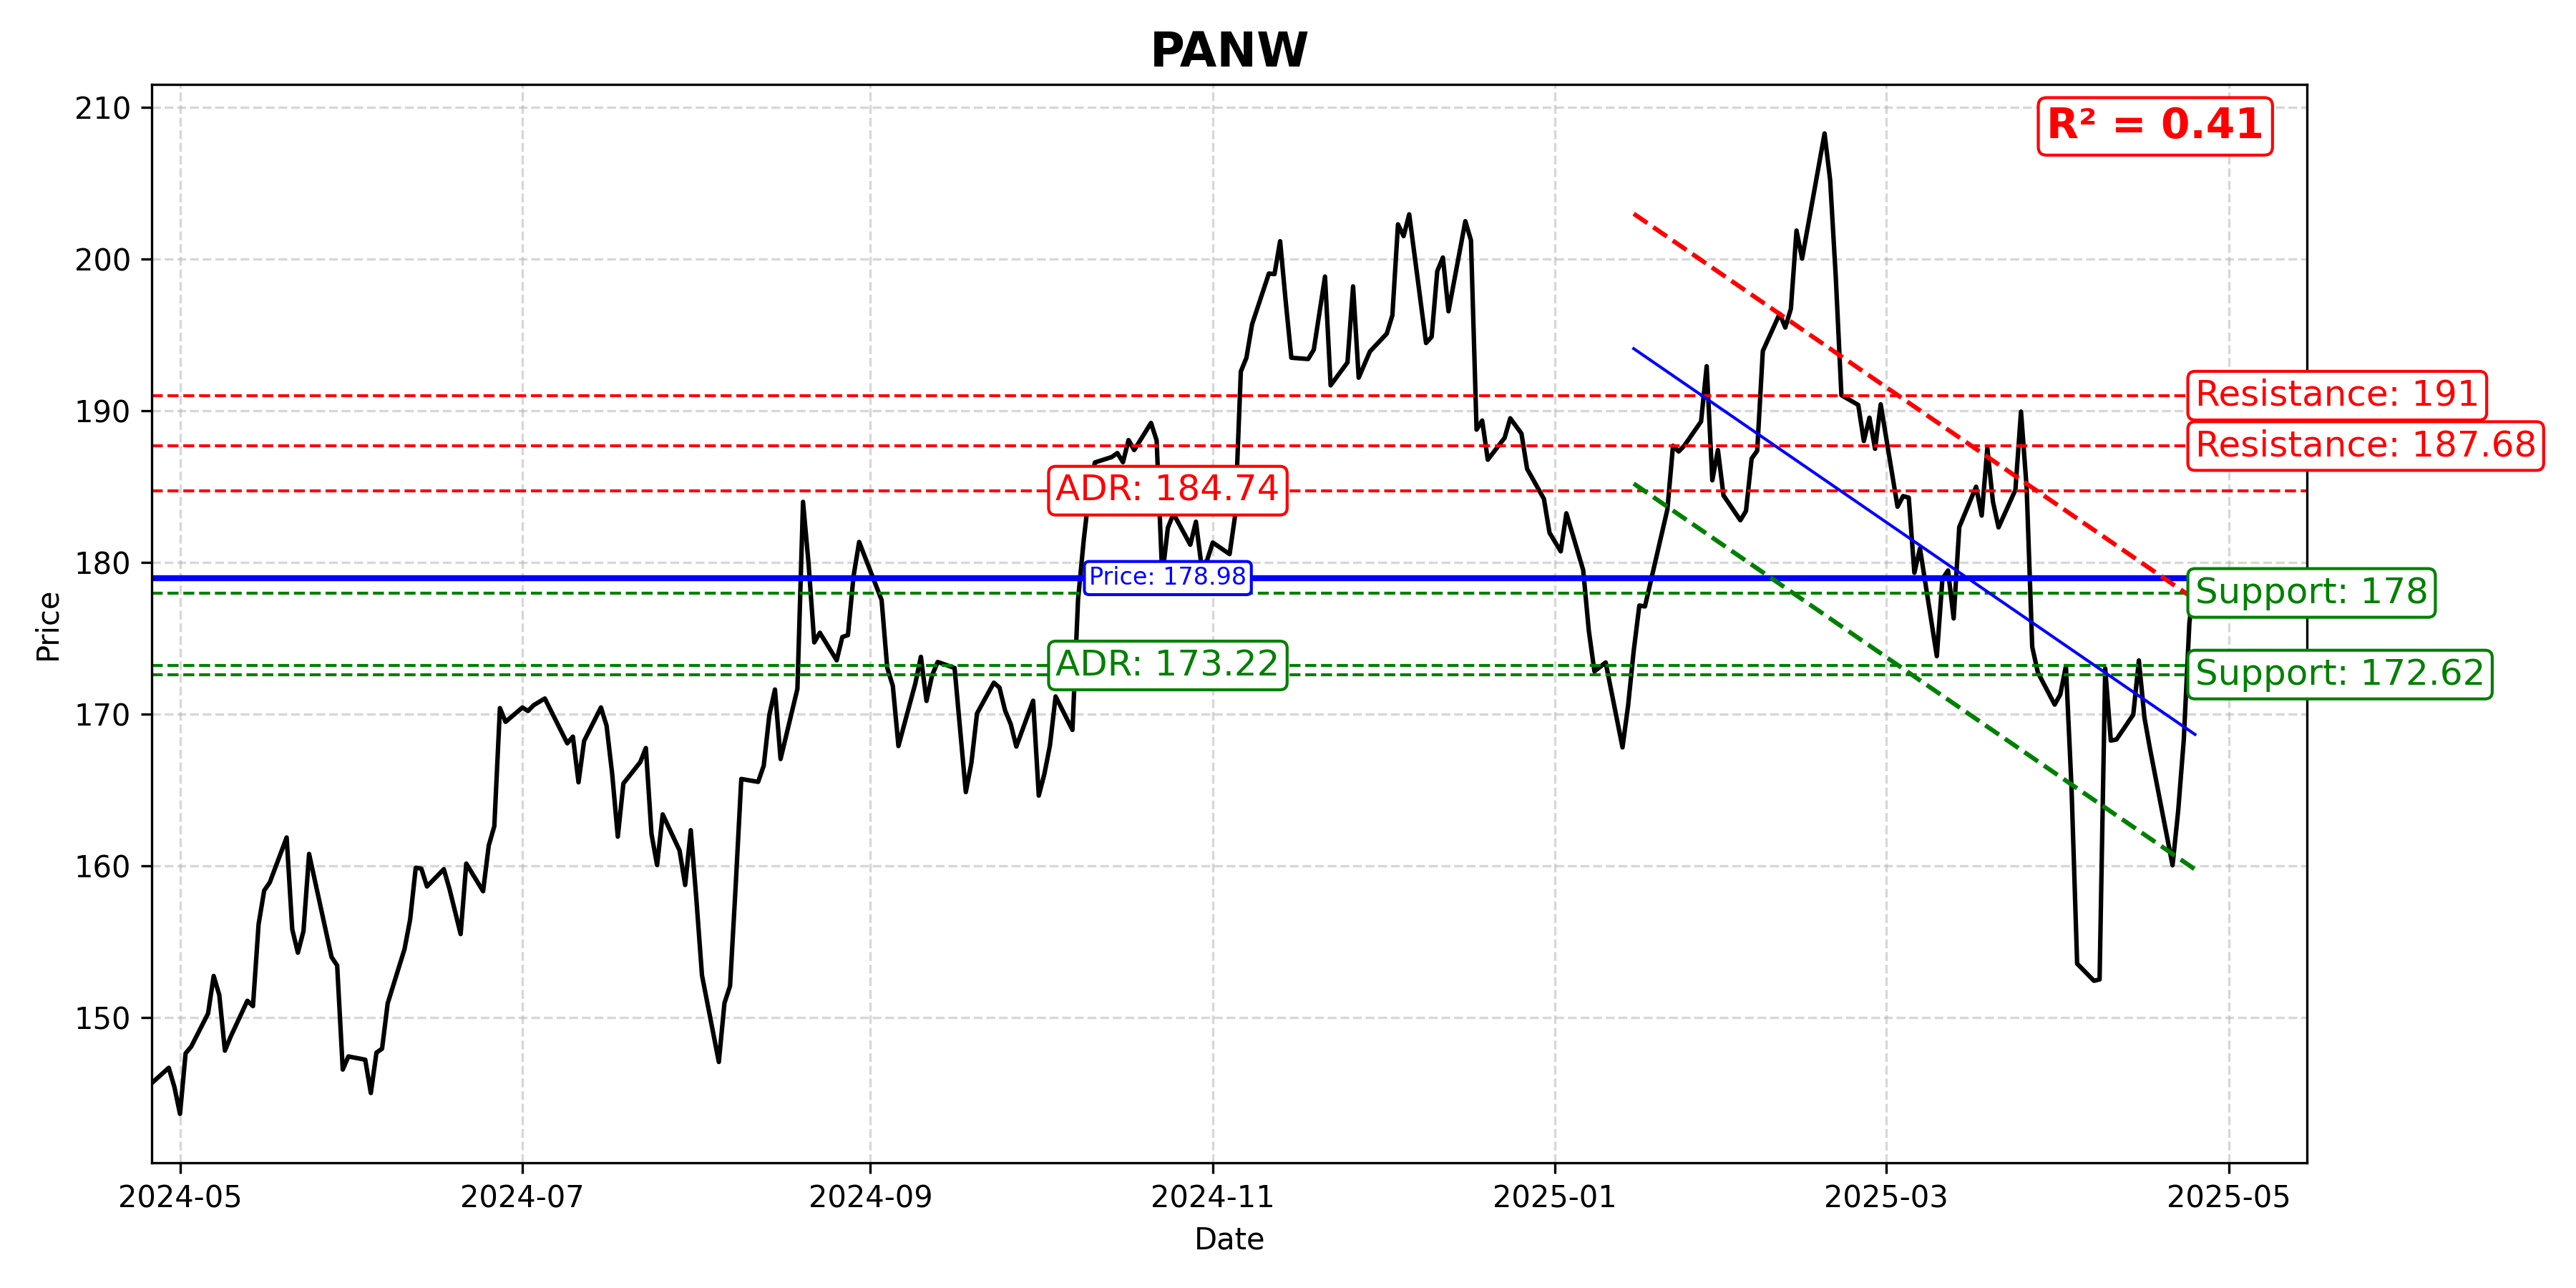 PANW
R² = 0.41
210
200
190
180
170
160
150
Price
Resistance: 191
Resistance: 187.68
ADR: 184.74
Price: 178.98
Support: 178
ADR: 173.22
Support: 172.62
2024-05
2024-07
2024-09
2024-11
2025-01
2025-03
2025-05
Date